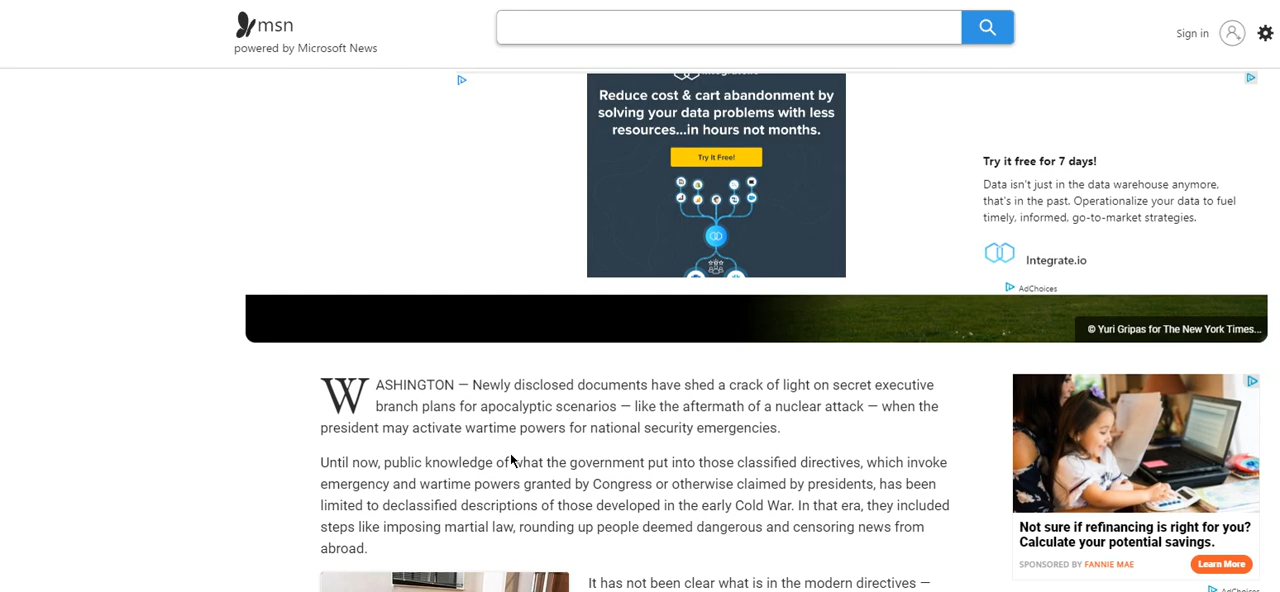 msn
powered by Microsoft News
Sign in
Integrate.io
Reduce cost & cart abandonment by
solving your data problems with less
resources...in hours not months.
Try It Free!
Try it free for 7 days!
Data isn't just in the data warehouse anymore,
that's in the past. Operationalize your data to fuel
timely, informed, go-to-market strategies.
Integrate.io
AdChoices
© Yuri Gripas for The New York Times...
WASHINGTON — Newly disclosed documents have shed a crack of light on secret executive
branch plans for apocalyptic scenarios — like the aftermath of a nuclear attack — when the
president may activate wartime powers for national security emergencies.
Until now, public knowledge of what the government put into those classified directives, which invoke
emergency and wartime powers granted by Congress or otherwise claimed by presidents, has been
limited to declassified descriptions of those developed in the early Cold War. In that era, they included
steps like imposing martial law, rounding up people deemed dangerous and censoring news from
abroad.
It has not been clear what is in the modern directives —
Not sure if refinancing is right for you?
Calculate your potential savings.
SPONSORED BY FANNIE MAE
Learn More
AdChoices